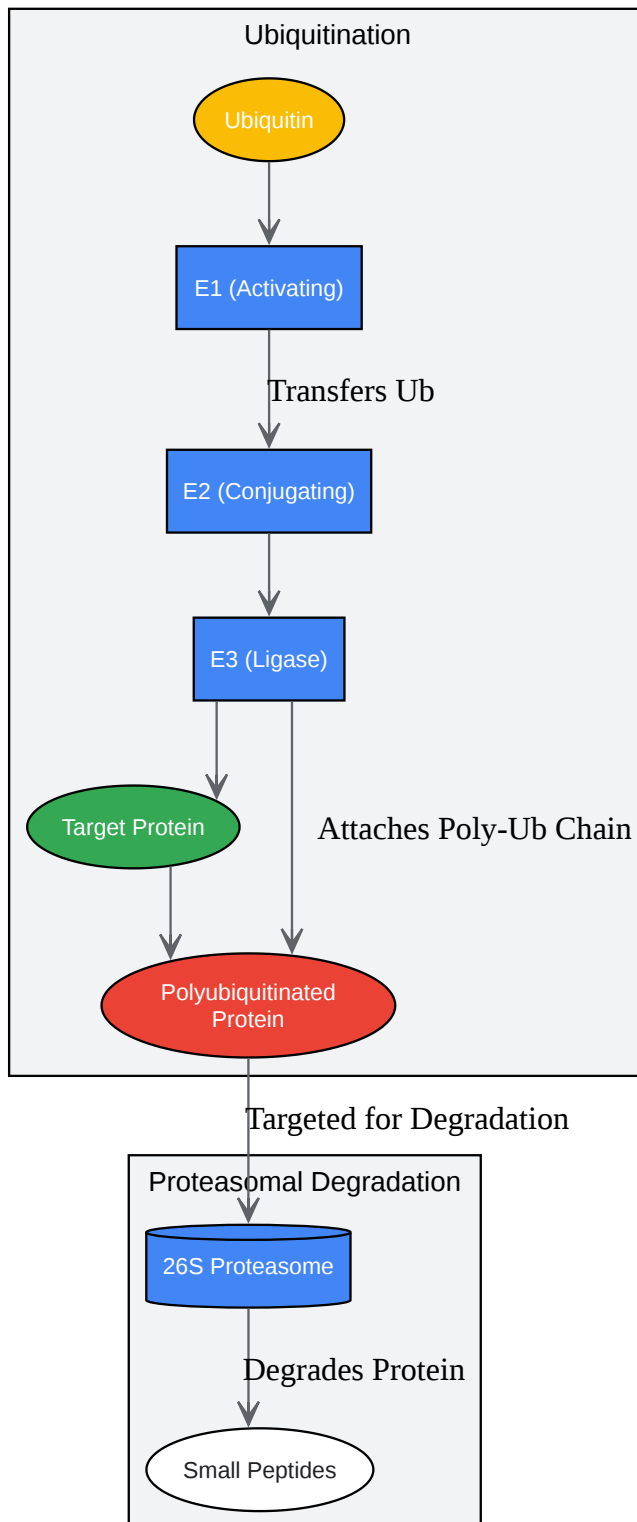 Ubiquitination
Ubiquitin
E1 (Activating)
Transfers Ub
E2 (Conjugating)
E3 (Ligase)
Target Protein
Attaches Poly-Ub Chain
Polyubiquitinated
Protein
Targeted for Degradation
Proteasomal Degradation
26S Proteasome
Degrades Protein
Small Peptides